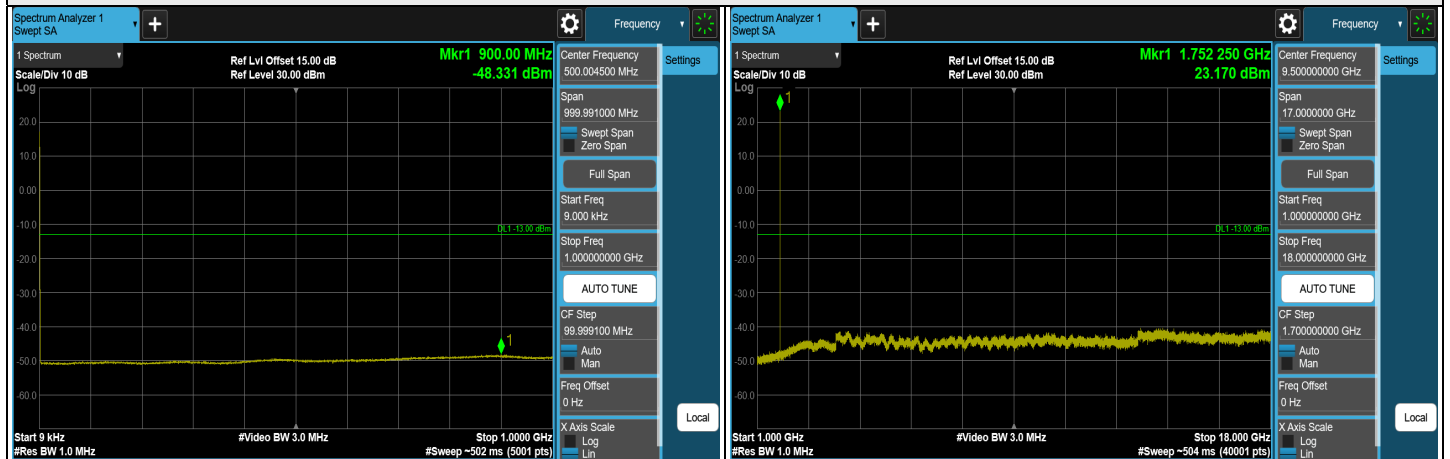 Spectrum Analyzer 1
Swept SA
+
Frequency
1 Spectrum
Scale/Div 10 dB
Log
Ref Lvl Offset 15.00 dB
Ref Level 30.00 dBm
Mkr1 900.00 MHz
-48.331 dBm
1
20.0
10.0
0.00
-10.0
-30.0
-40.0
-50.0
-60.0
DL1 -13.00 dBm
Start 9 kHz
#Res BW 1.0 MHz
#Video BW 3.0 MHz
Stop 1.0000 GHz
#Sweep ~502 ms (5001 pts)
Center Frequency
500.004500 MHz
Span
999.991000 MHz
Swept Span
Zero Span
Full Span
Start Freq
9.000 kHz
Stop Freq
1.000000000 GHz
AUTO TUNE
CF Step
99.999100 MHz
Auto
Man
Freq Offset
0 Hz
X Axis Scale
Log
Lin
Settings
Local
Spectrum Analyzer 1
Swept SA
+
Frequency
1 Spectrum
Scale/Div 10 dB
Log
Ref Lvl Offset 15.00 dB
Ref Level 30.00 dBm
Mkr1 1.752 250 GHz
23.170 dBm
1
20.0
10.0
0.00
-10.0
-30.0
-40.0
-50.0
-60.0
DL1 -13.00 dBm
Start 1.000 GHz
#Res BW 1.0 MHz
#Video BW 3.0 MHz
Stop 18.000 GHz
#Sweep ~504 ms (40001 pts)
Center Frequency
9.500000000 GHz
Span
17.0000000 GHz
Swept Span
Zero Span
Full Span
Start Freq
1.000000000 GHz
Stop Freq
18.000000000 GHz
AUTO TUNE
CF Step
1.700000000 GHz
Auto
Man
Freq Offset
0 Hz
X Axis Scale
Log
Lin
Settings
Local